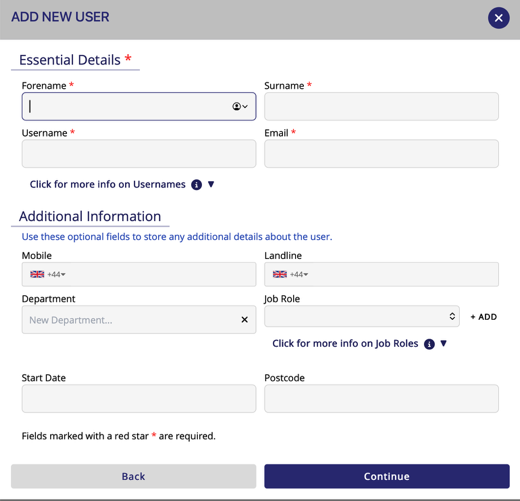 ADD NEW USER
Essential Details *
Forename *
Surname *
Username *
Email *
Click for more info on Usernames
Additional Information
Use these optional fields to store any additional details about the user.
Mobile
Landline
+44
+44
Department
Job Role
New Department...
+ ADD
Click for more info on Job Roles
Start Date
Postcode
Fields marked with a red star * are required.
Back
Continue